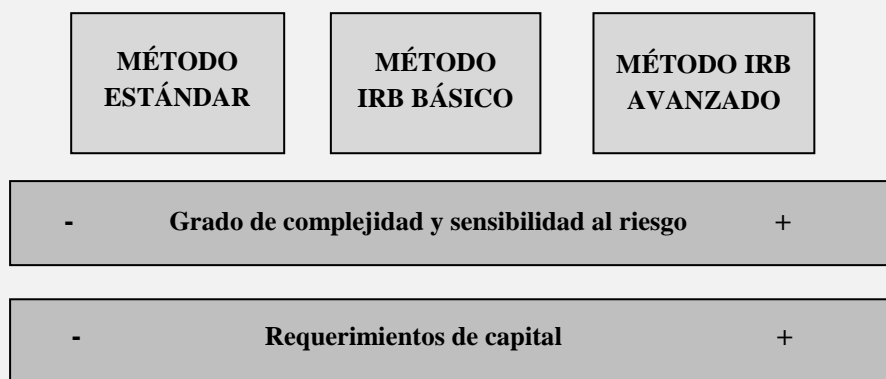 MÉTODO
ESTÁNDAR
MÉTODO
IRB BÁSICO
MÉTODO IRB
AVANZADO
- Grado de complejidad y sensibilidad al riesgo +
- Requerimientos de capital +